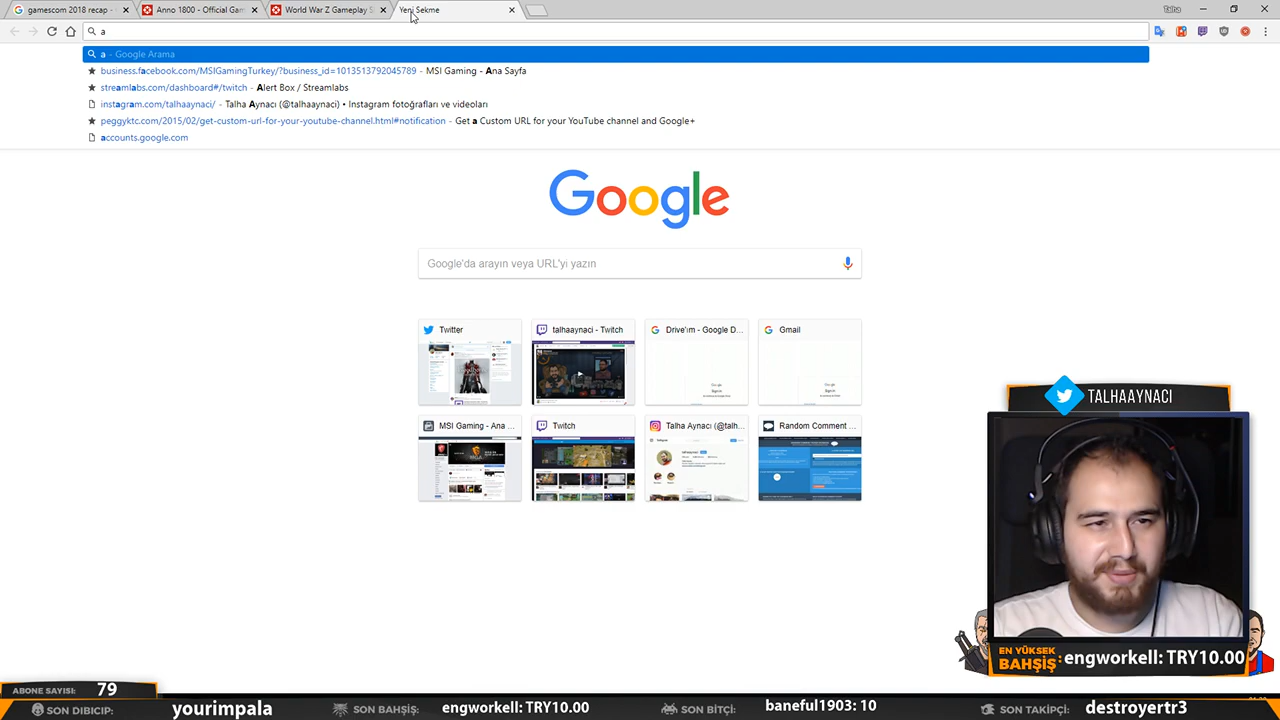 gamescom 2018 recap -
Anno 1800 - Official Gam
World War Z Gameplay S
Yeni Sekme
Talha
a
a - Google Arama
business.facebook.com/MSIGamingTurkey/?business_id=1013513792045789 - MSI Gaming - Ana Sayfa
streamlabs.com/dashboard#/twitch - Alert Box / Streamlabs
instagram.com/talhaaynaci/ - Talha Aynacı (@talhaaynaci) • Instagram fotoğrafları ve videoları
peggyktc.com/2015/02/get-custom-url-for-your-youtube-channel.html#notification - Get a Custom URL for your YouTube channel and Google+
accounts.google.com
Google
Google'da arayın veya URL'yi yazın
Twitter
talhaaynaci - Twitch
Drive'ım - Google D...
Gmail
MSI Gaming - Ana ...
Twitch
Talha Aynacı (@talh...
Random Comment ...
TALHAAYNACI
EN YÜKSEK
BAHŞİŞ: engworkell: TRY10.00
ABONE SAYISI: 79
SON DIBICIP: yourimpala
SON BAHŞİŞ: engworkell: TRY10.00
SON BİTÇİ: baneful1903: 10
SON TAKİPÇİ: destroyertr3